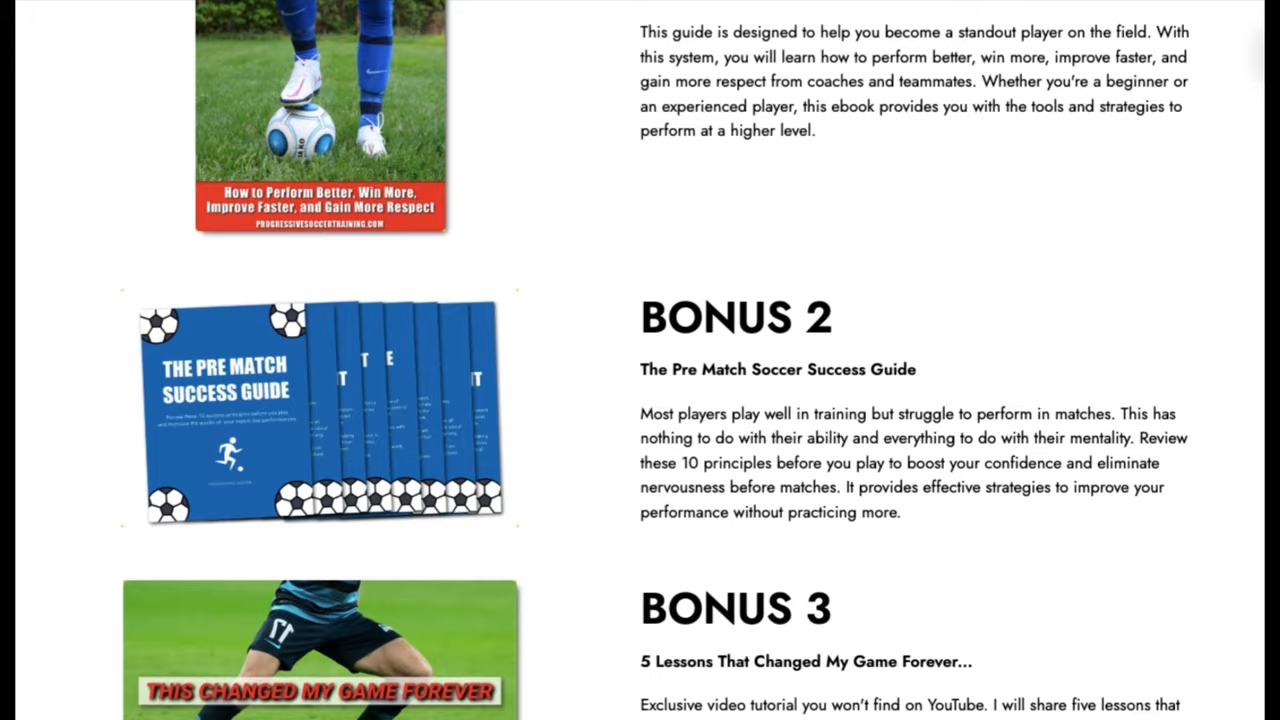 This guide is designed to help you become a standout player on the field. With
this system, you will learn how to perform better, win more, improve faster, and
gain more respect from coaches and teammates. Whether you're a beginner or
an experienced player, this ebook provides you with the tools and strategies to
perform at a higher level.
JAKO
How to Perform Better, Win More,
Improve Faster, and Gain More Respect
PROGRESSIVESOCCERTRAINING.COM
THE PRE MATCH
SUCCESS GUIDE
BONUS 2
The Pre Match Soccer Success Guide
Most players play well in training but struggle to perform in matches. This has
nothing to do with their ability and everything to do with their mentality. Review
these 10 principles before you play to boost your confidence and eliminate
nervousness before matches. It provides effective strategies to improve your
performance without practicing more.
17
THIS CHANGED MY GAME FOREVER
BONUS 3
5 Lessons That Changed My Game Forever...
Exclusive video tutorial you won't find on YouTube. I will share five lessons that